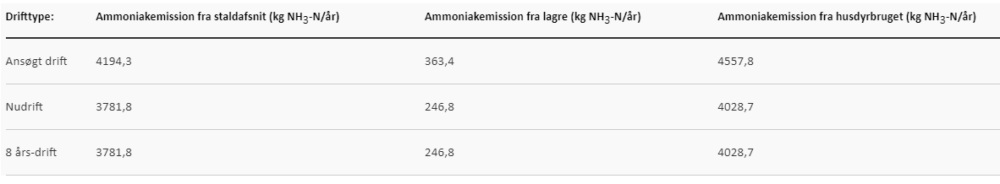 Drifttype: Ammoniakemission fra staldafsnit (kg NH3-N/år) Ammoniakemission fra lagre (kg NH3-N/år) Ammoniakemission fra husdyrbruget (kg NH3-N/år)
Ansøgt drift 4194,3 363,4 4557,8
Nudrift 3781,8 246,8 4028,7
8 års-drift 3781,8 246,8 4028,7